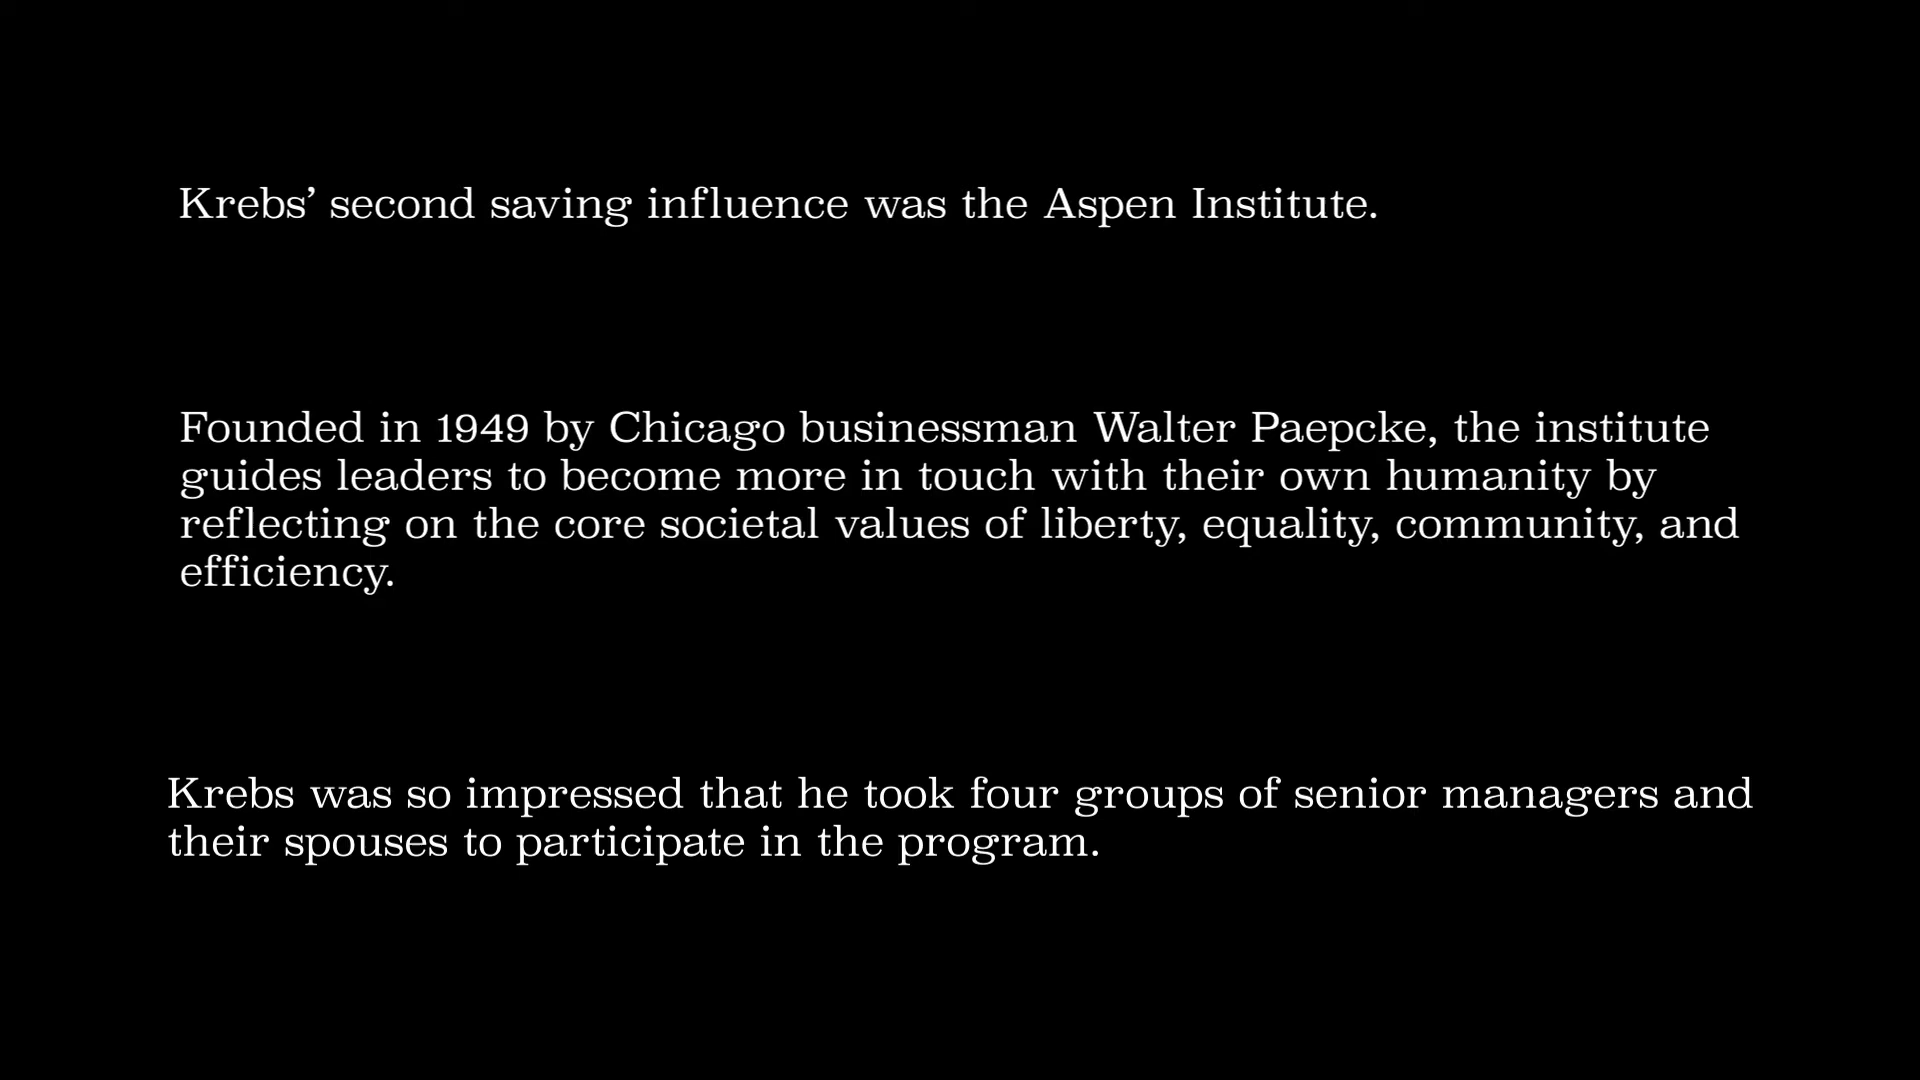 Krebs’ second saving influence was the Aspen Institute.
Founded in 1949 by Chicago businessman Walter Paepcke, the institute
guides leaders to become more in touch with their own humanity by
reflecting on the core societal values of liberty, equality, community, and
efficiency.
Krebs was so impressed that he took four groups of senior managers and
their spouses to participate in the program.